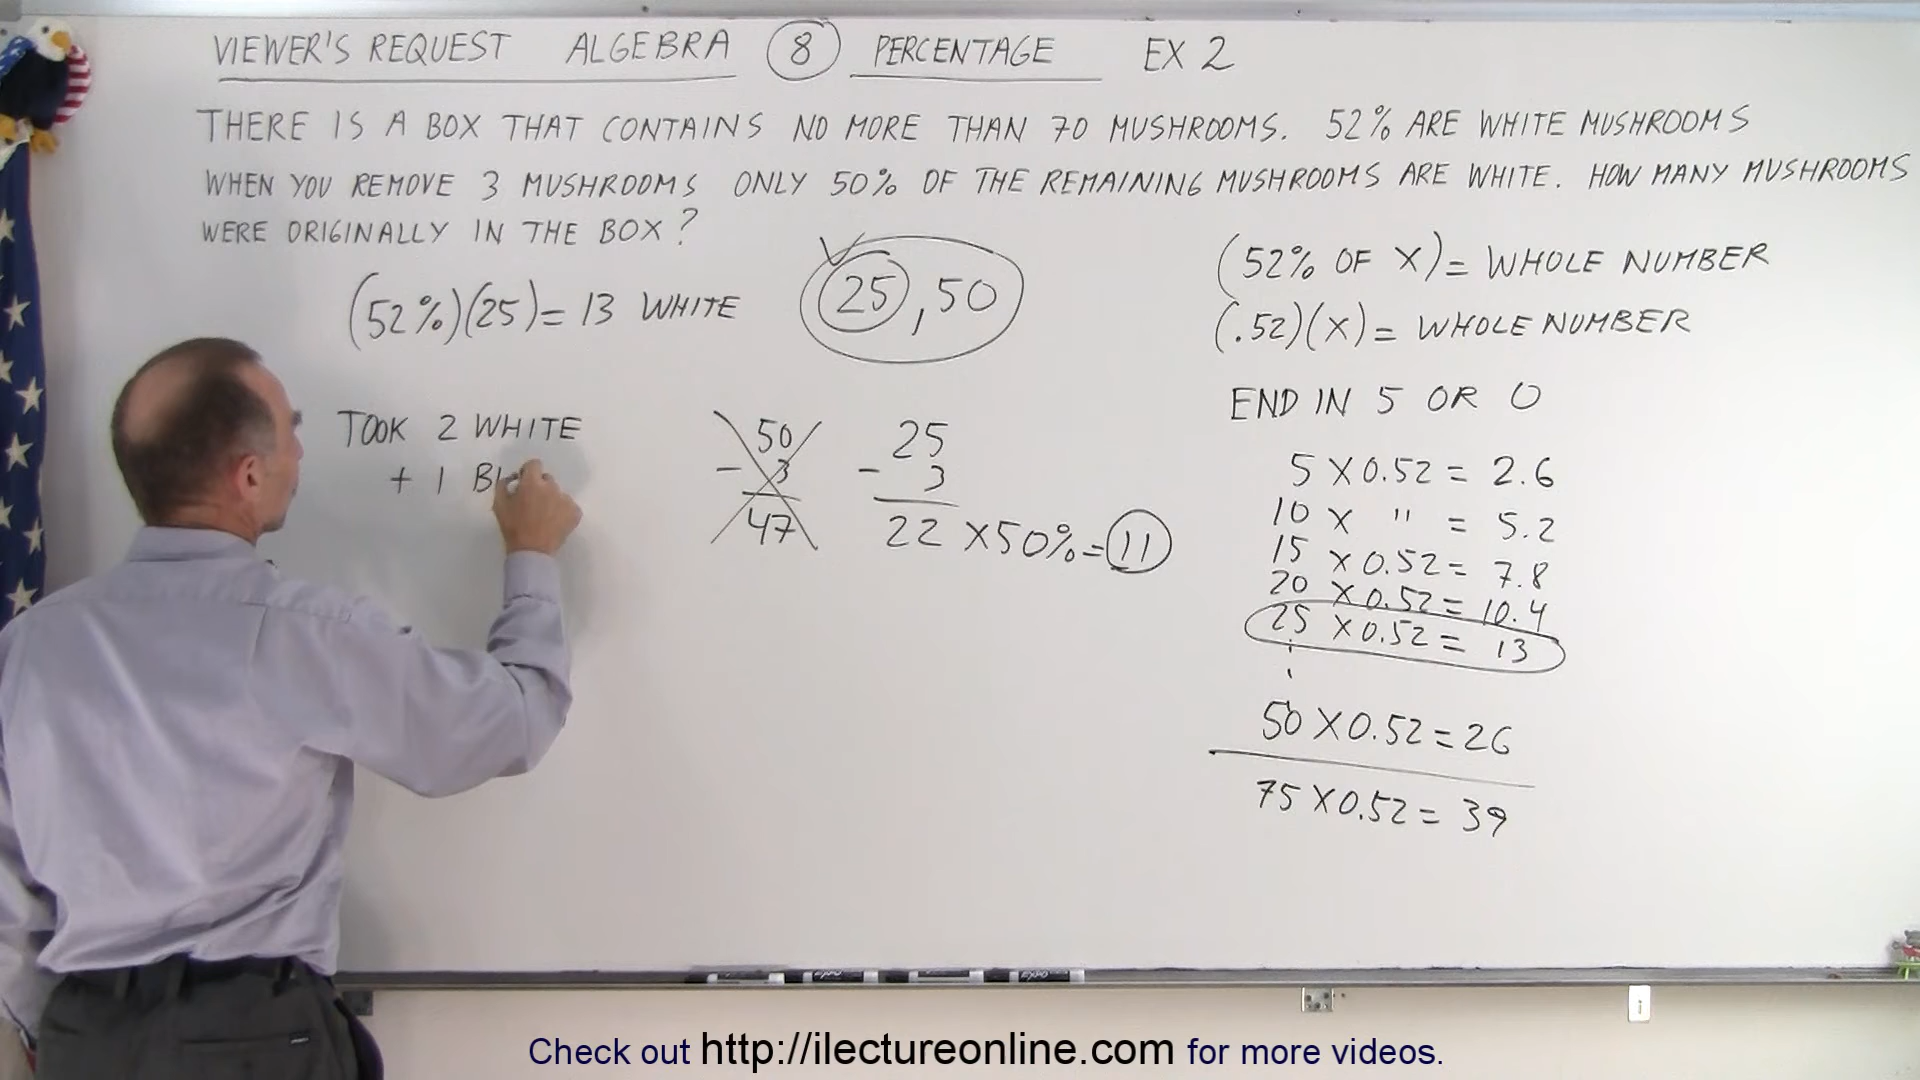 VIEWER'S REQUEST ALGEBRA 8 PERCENTAGE EX 2
THERE IS A BOX THAT CONTAINS NO MORE THAN 70 MUSHROOMS. 52% ARE WHITE MUSHROOMS
WHEN YOU REMOVE 3 MUSHROOMS ONLY 50% OF THE REMAINING MUSHROOMS ARE WHITE. HOW MANY MUSHROOMS
WERE ORIGINALLY IN THE BOX?
(52%)(25)= 13 WHITE
25, 50
TOOK 2 WHITE
+ 1
50
- 3
47
25
- 3
22 X 50% = 11
(52% OF X) = WHOLE NUMBER
(.52)(X) = WHOLE NUMBER
END IN 5 OR 0
5 X 0.52 = 2.6
10 X " = 5.2
15 X 0.52 = 7.8
20 X 0.52 = 10.4
25 X 0.52 = 13
50 X 0.52 = 26
75 X 0.52 = 39
Check out http://ilectureonline.com for more videos.